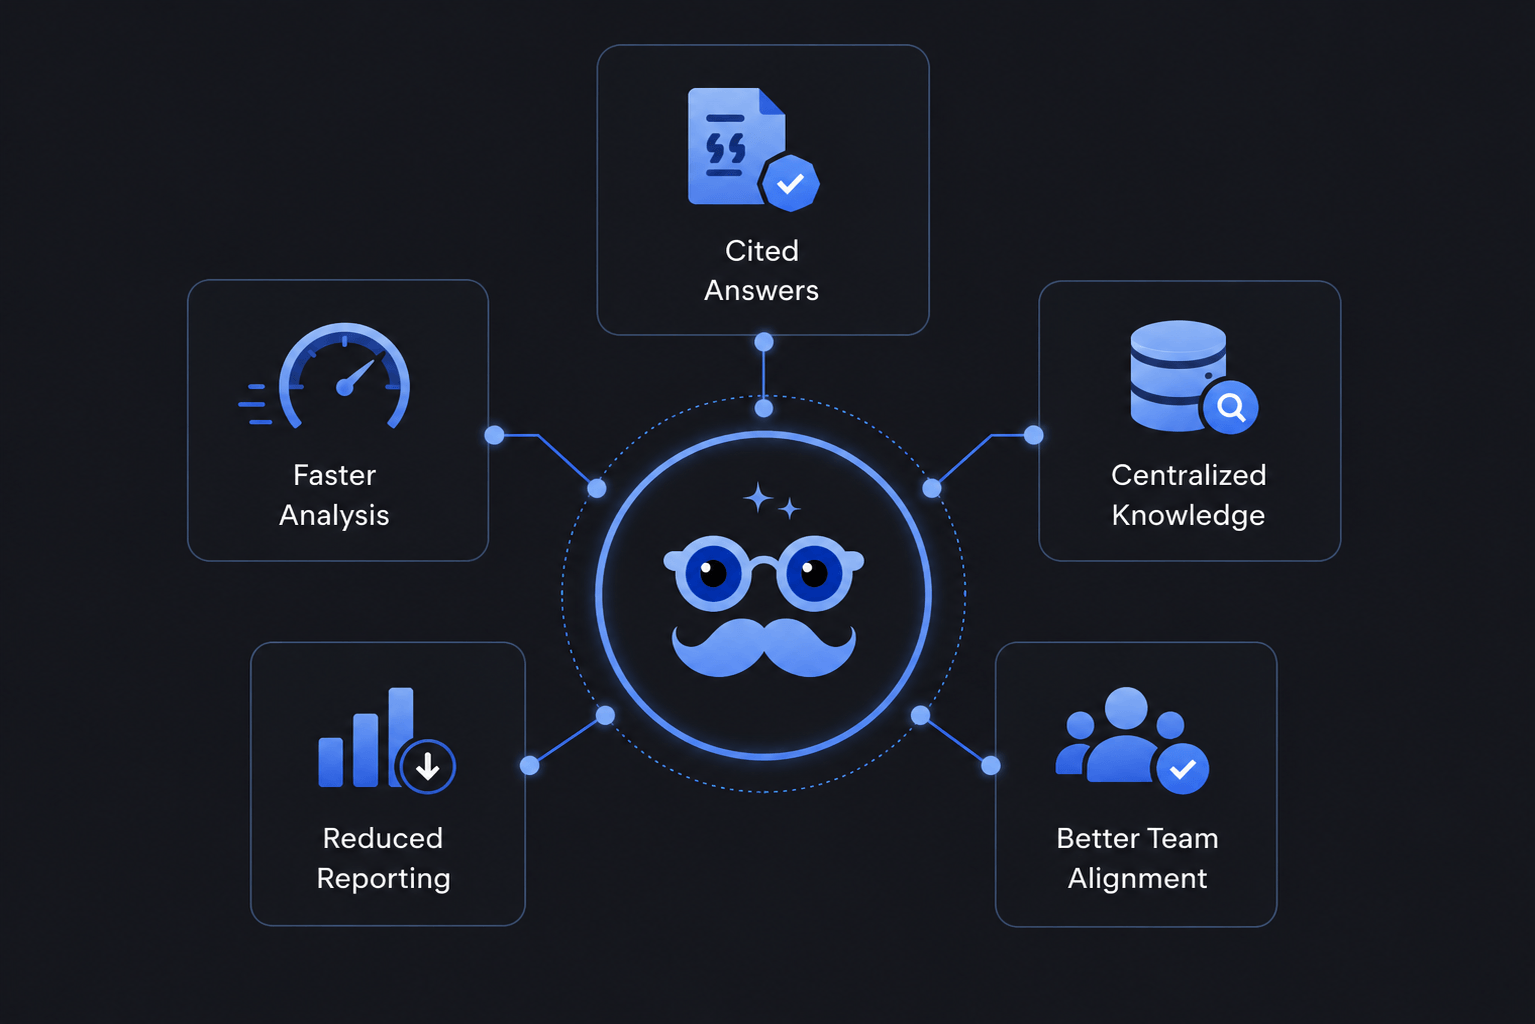 Cited
Answers
Faster
Analysis
Centralized
Knowledge
Reduced
Reporting
Better Team
Alignment